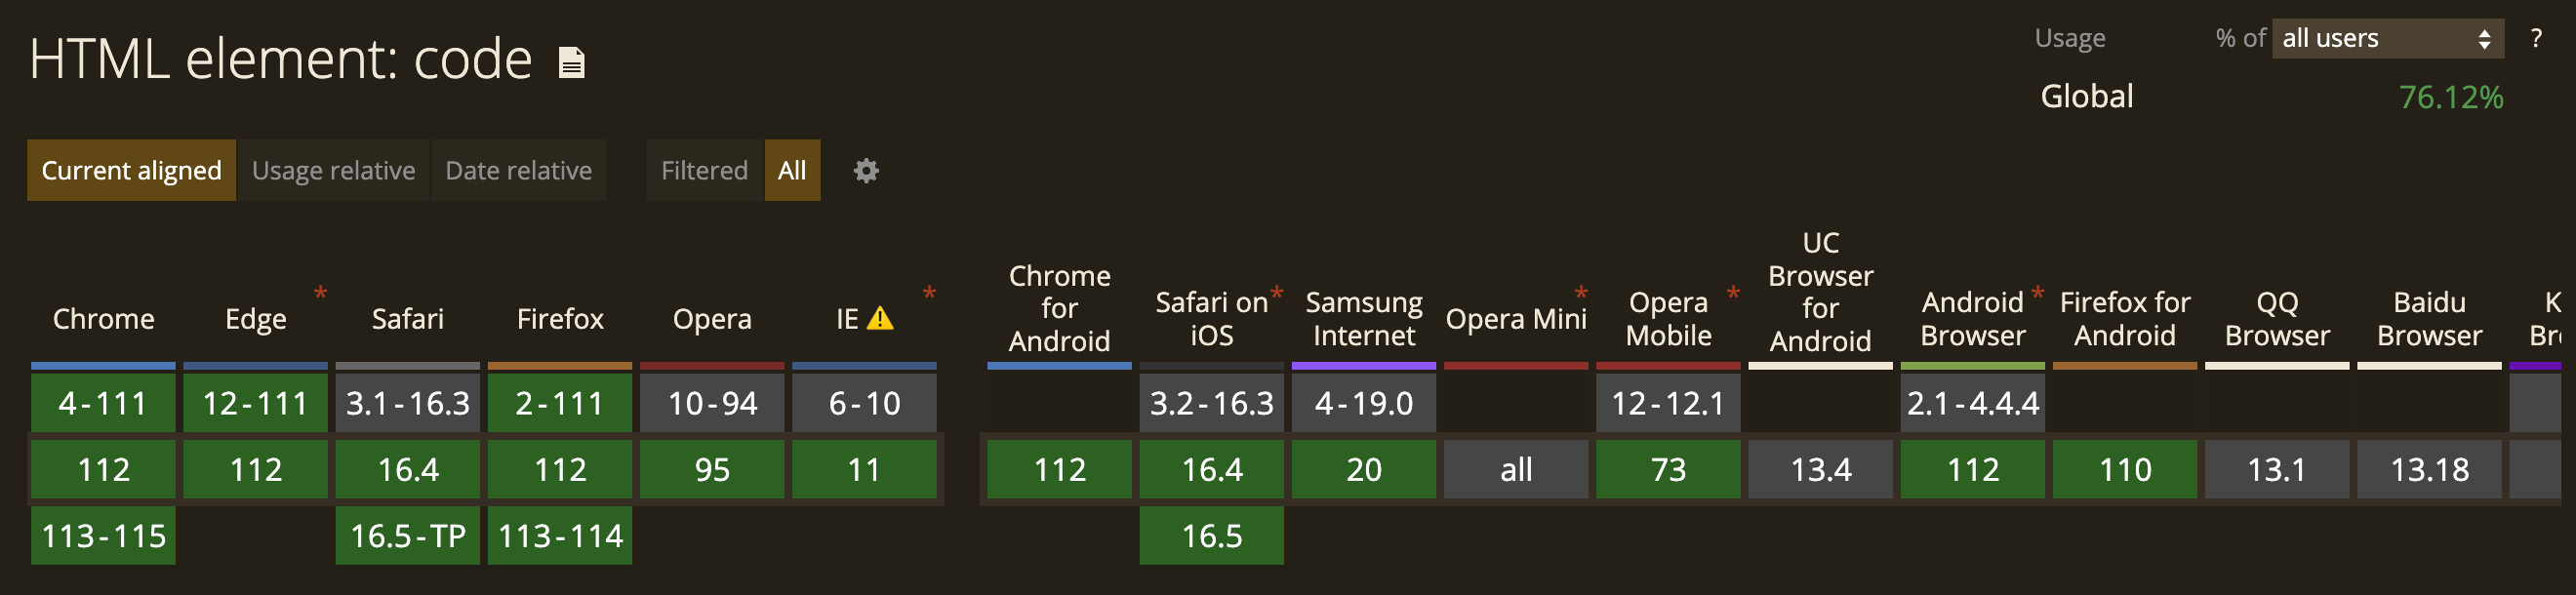 HTML element: code
Usage % of all users ?
Global 76.12%
Current aligned Usage relative Date relative Filtered All
Chrome
Edge *
Safari
Firefox
Opera
IE *
Chrome
for
Android
Safari on *
iOS
Samsung
Internet
Opera Mini *
Opera *
Mobile
UC
Browser
for
Android
Android *
Browser
Firefox for
Android
QQ
Browser
Baidu
Browser
4-111 12-111 3.1-16.3 2-111 10-94 6-10 3.2-16.3 4-19.0 12-12.1 2.1-4.4.4
112 112 16.4 112 95 11 112 16.4 20 all 73 13.4 112 110 13.1 13.18
113-115 16.5-TP 113-114 16.5